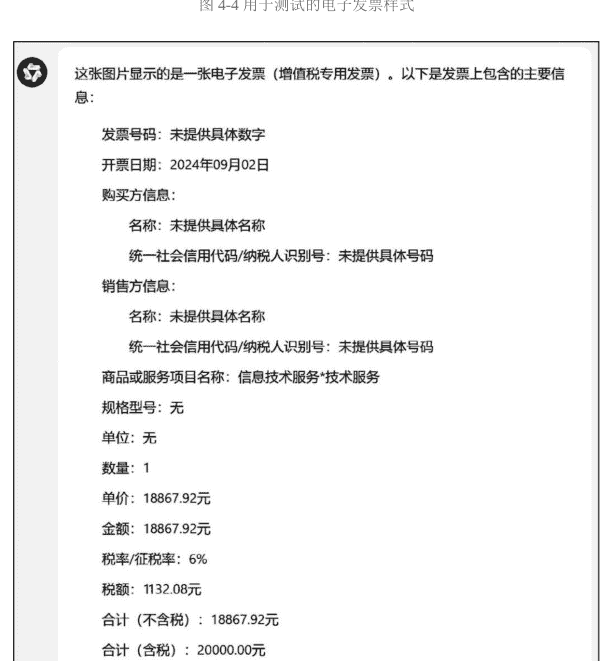 图 4-4 用于测试的电子发票样式
这张图片显示的是一张电子发票（增值税专用发票）。以下是发票上包含的主要信
息：
发票号码：未提供具体数字
开票日期：2024年09月02日
购买方信息：
名称：未提供具体名称
统一社会信用代码/纳税人识别号：未提供具体号码
销售方信息：
名称：未提供具体名称
统一社会信用代码/纳税人识别号：未提供具体号码
商品或服务项目名称：信息技术服务*技术服务
规格型号：无
单位：无
数量：1
单价：18867.92元
金额：18867.92元
税率/征税率：6%
税额：1132.08元
合计（不含税）：18867.92元
合计（含税）：20000.00元